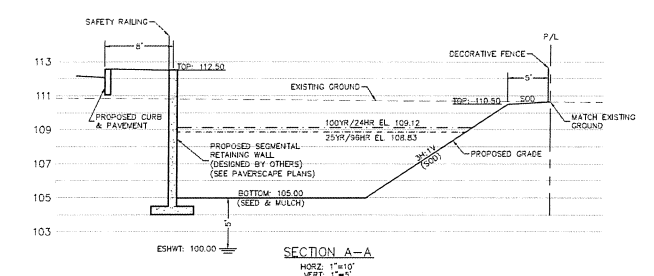 SAFETY RAILING
P/L
8'
DECORATIVE FENCE
113
TOP: 112.50
5'
EXISTING GROUND
SOD
111
TOP: 110.50
PROPOSED CURB
& PAVEMENT
MATCH EXISTING
GROUND
100YR/24HR EL. 109.12
109
25YR/96HR EL. 108.83
PROPOSED SEGMENTAL
RETAINING WALL
(DESIGNED BY OTHERS)
(SEE PAVERSCAPE PLANS)
3H:1V
(SOD)
PROPOSED GRADE
107
BOTTOM: 105.00
105
(SEED & MULCH)
5'
103
ESHWT: 100.00
SECTION A-A
HORZ: 1"=10'
VERT: 1"=5'